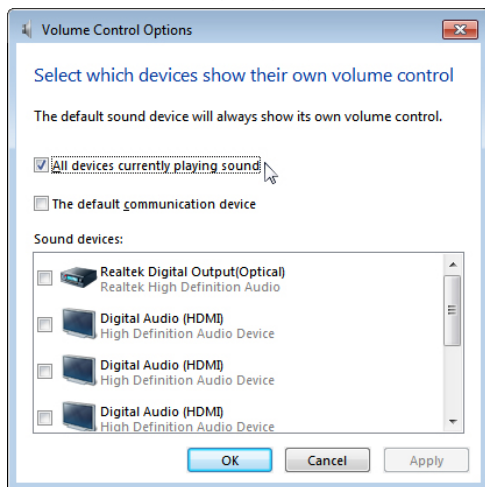 Volume Control Options
Select which devices show their own volume control
The default sound device will always show its own volume control.
All devices currently playing sound
The default communication device
Sound devices:
Realtek Digital Output(Optical)
Realtek High Definition Audio
Digital Audio (HDMI)
High Definition Audio Device
Digital Audio (HDMI)
High Definition Audio Device
Digital Audio (HDMI)
High Definition Audio Device
OK
Cancel
Apply